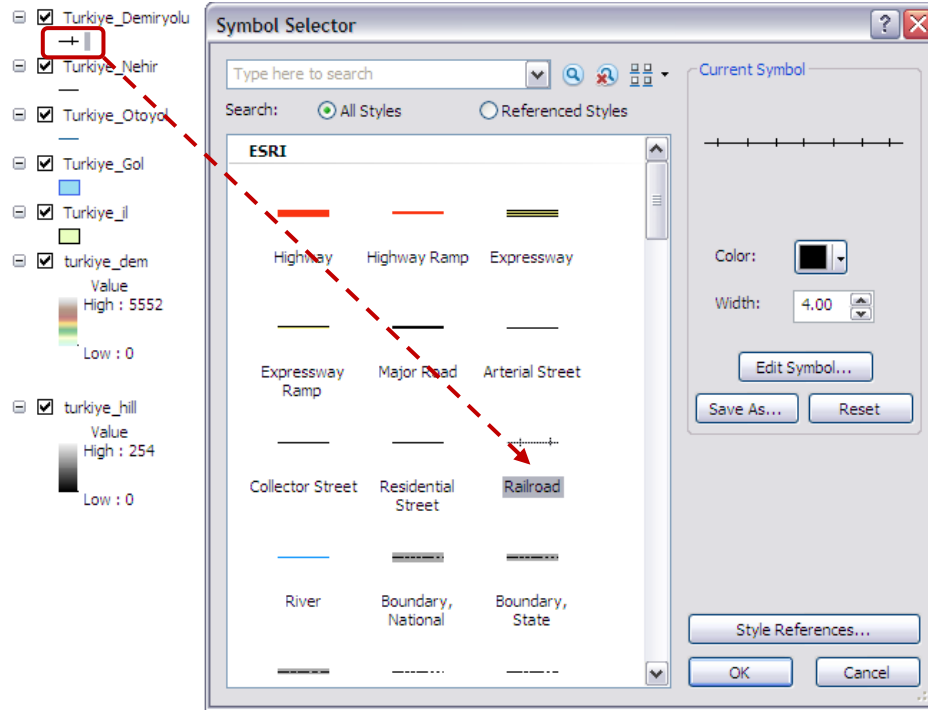 Turkiye_Demiryolu
Turkiye_Nehir
Turkiye_Otoyol
Turkiye_Gol
Turkiye_il
turkiye_dem
Value
High : 5552
Low : 0
turkiye_hill
Value
High : 254
Low : 0
Symbol Selector
Type here to search
Search: All Styles Referenced Styles
ESRI
Highway Highway Ramp Expressway
Expressway Major Road Arterial Street
Ramp
Collector Street Residential Railroad
Street
River Boundary, Boundary,
National State
Current Symbol
Color:
Width: 4.00
Edit Symbol...
Save As... Reset
Style References...
OK Cancel